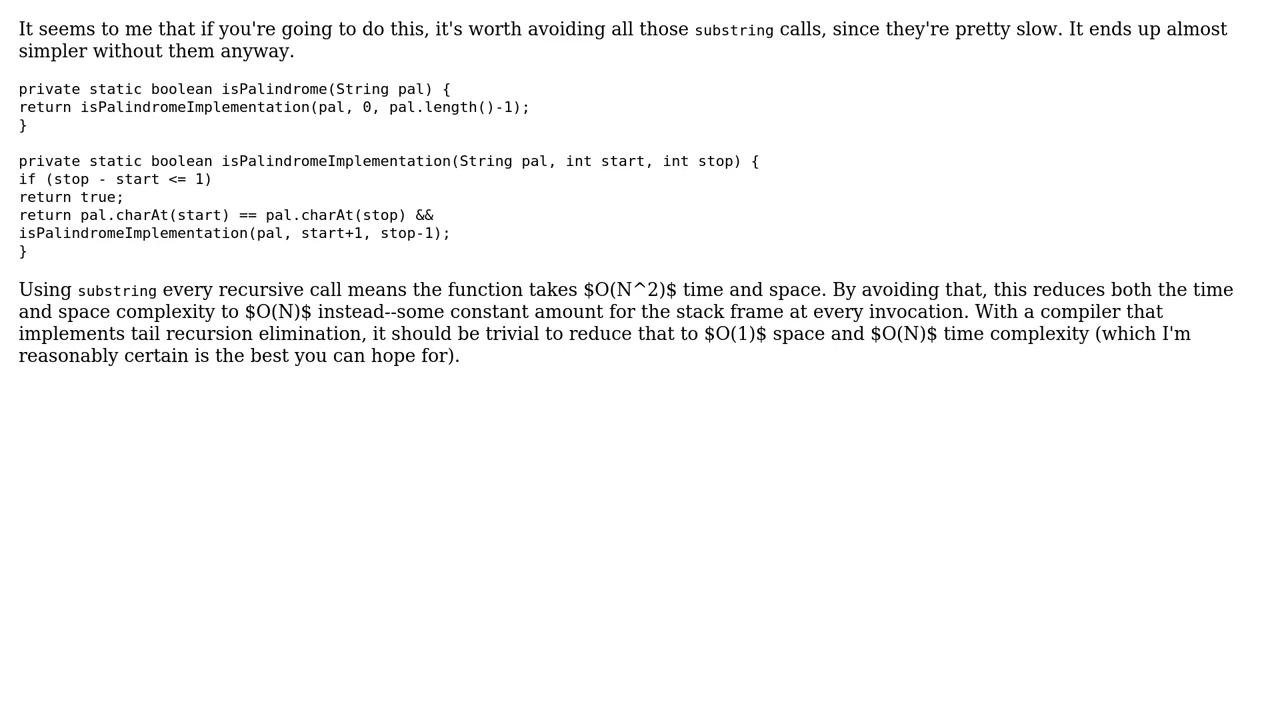 It seems to me that if you're going to do this, it's worth avoiding all those substring calls, since they're pretty slow. It ends up almost
simpler without them anyway.
private static boolean isPalindrome(String pal) {
return isPalindromeImplementation(pal, 0, pal.length()-1);
}
private static boolean isPalindromeImplementation(String pal, int start, int stop) {
if (stop - start <= 1)
return true;
return pal.charAt(start) == pal.charAt(stop) &&
isPalindromeImplementation(pal, start+1, stop-1);
}
Using substring every recursive call means the function takes $O(N^2)$ time and space. By avoiding that, this reduces both the time
and space complexity to $O(N)$ instead--some constant amount for the stack frame at every invocation. With a compiler that
implements tail recursion elimination, it should be trivial to reduce that to $O(1)$ space and $O(N)$ time complexity (which I'm
reasonably certain is the best you can hope for).